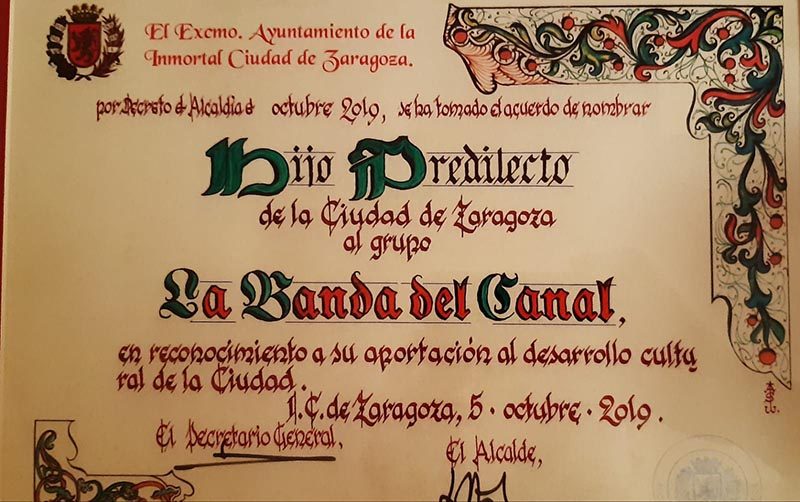 El Excmo. Ayuntamiento de la
Inmortal Ciudad de Zaragoza.
por Decreto de Alcaldía de octubre 2019, se ha tomado el acuerdo de nombrar
Hijo Predilecto
de la Ciudad de Zaragoza
al grupo
La Banda del Canal,
en reconocimiento a su aportación al desarrollo cultu
ral de la Ciudad.
I. C. de Zaragoza, 5 · octubre · 2019.
El Secretario General,
El Alcalde,